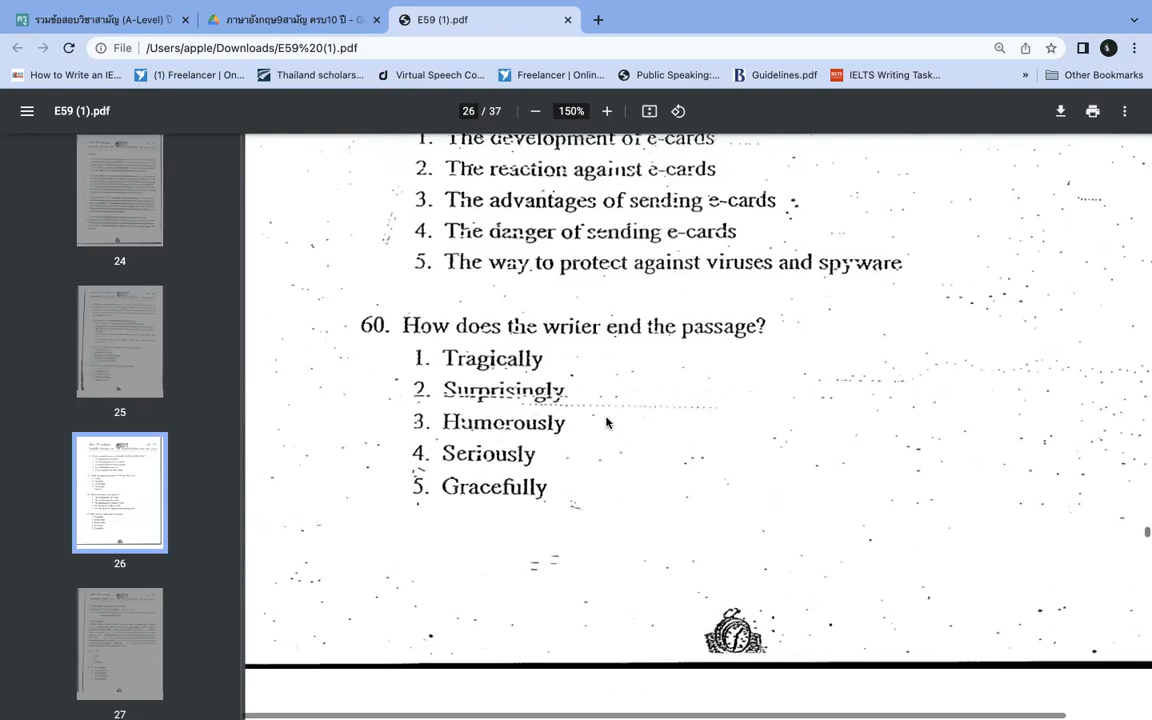 รวมข้อสอบวิชาสามัญ (A-Level) ปี
ภาษาอังกฤษ9สามัญ ครบ10 ปี - G
E59 (1).pdf
File
/Users/apple/Downloads/E59%20(1).pdf
How to Write an IE...
(1) Freelancer | On...
Thailand scholars...
Virtual Speech Co...
Freelancer | Onlin...
Public Speaking:...
Guidelines.pdf
IELTS Writing Task...
»
Other Bookmarks
E59 (1).pdf
26 / 37
150%
24
25
26
27
1. The development of e-cards
2. The reaction against e-cards
3. The advantages of sending e-cards
4. The danger of sending e-cards
5. The way to protect against viruses and spyware
60. How does the writer end the passage?
1. Tragically
2. Surprisingly
3. Humorously
4. Seriously
5. Gracefully